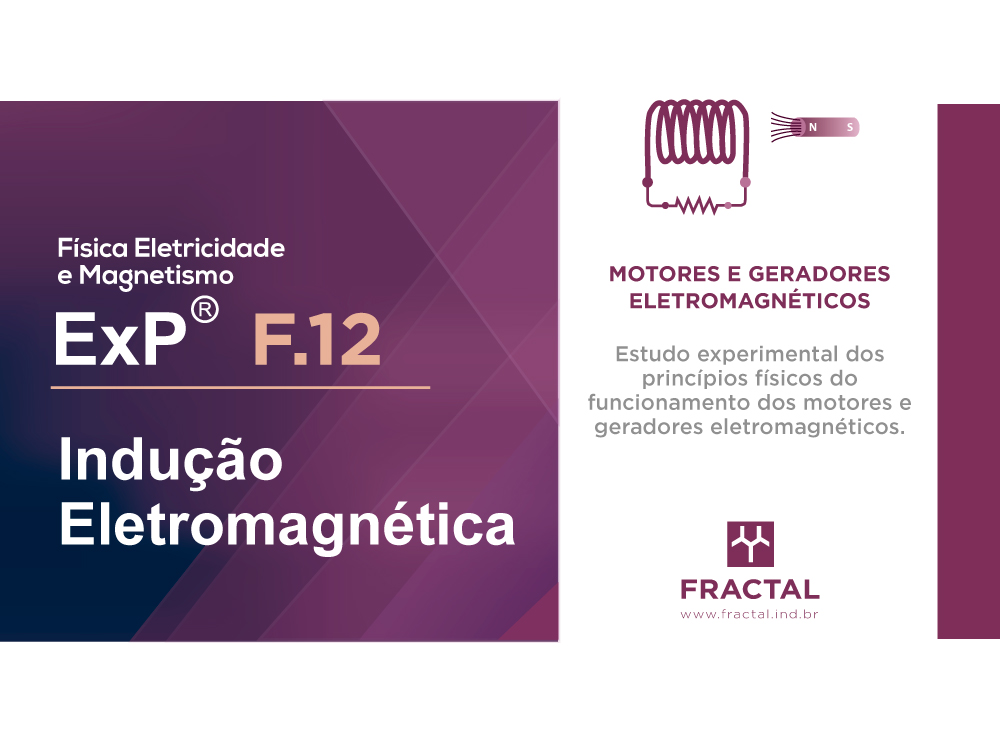 Física Eletricidade
e Magnetismo
ExP® F.12
Indução
Eletromagnética
N S
MOTORES E GERADORES
ELETROMAGNÉTICOS
Estudo experimental dos
princípios físicos do
funcionamento dos motores e
geradores eletromagnéticos.
FRACTAL
www.fractal.ind.br